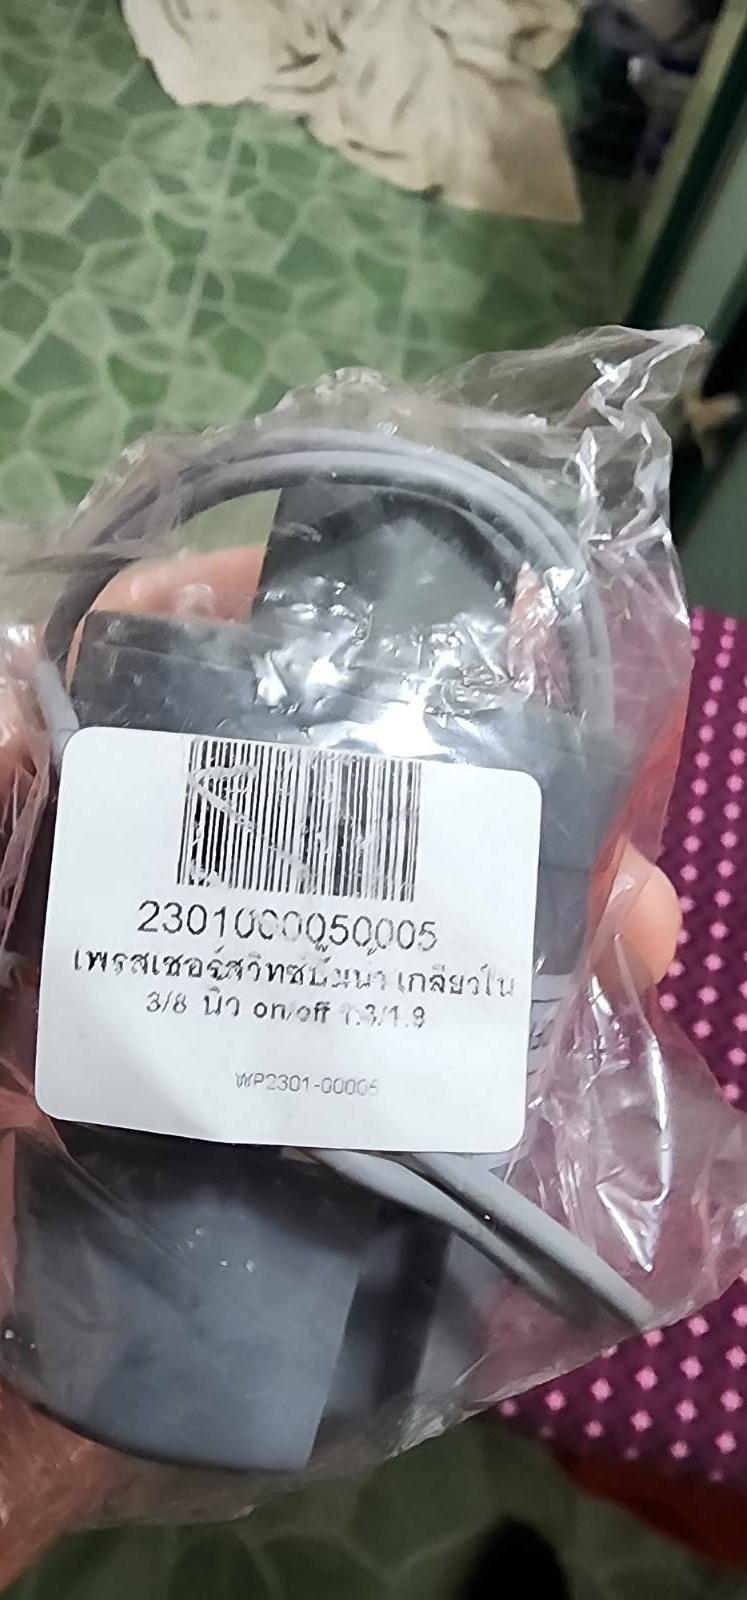 2301000050005
เพรสเชอร์สวิทซ์ปั๊มน้ำ เกลียวใน
3/8 นิ้ว on/off 1.3/1.8
WP2301-00005